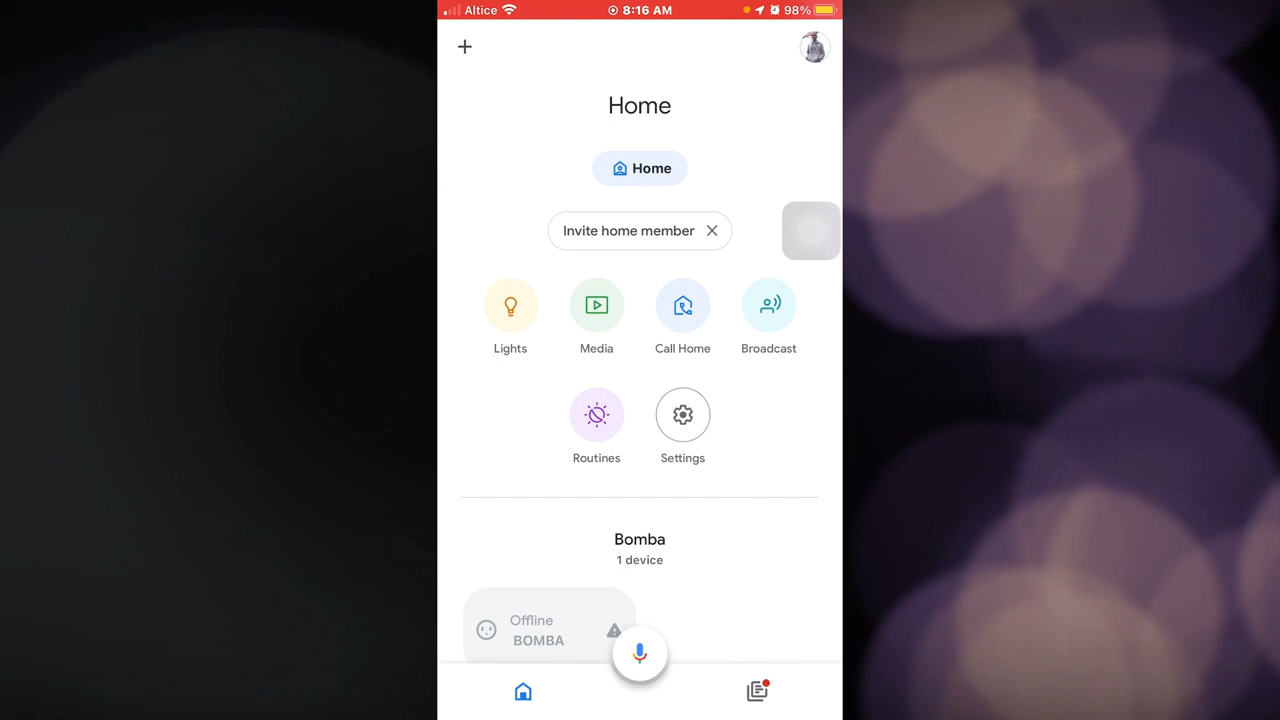 Altice 8:16 AM 98%
Home
Home
Invite home member
Lights Media Call Home Broadcast
Routines Settings
Bomba
1 device
Offline
BOMBA